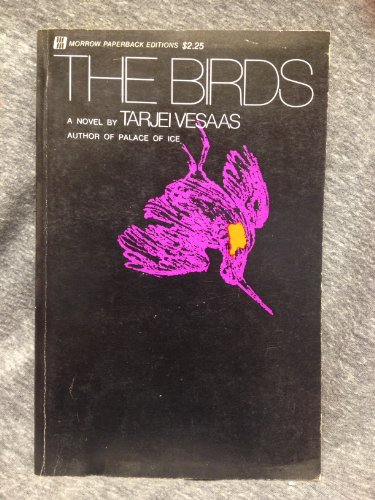 MORROW PAPERBACK EDITIONS $2.25
THE BIRDS
A NOVEL BY TARJEI VESAAS
AUTHOR OF PALACE OF ICE